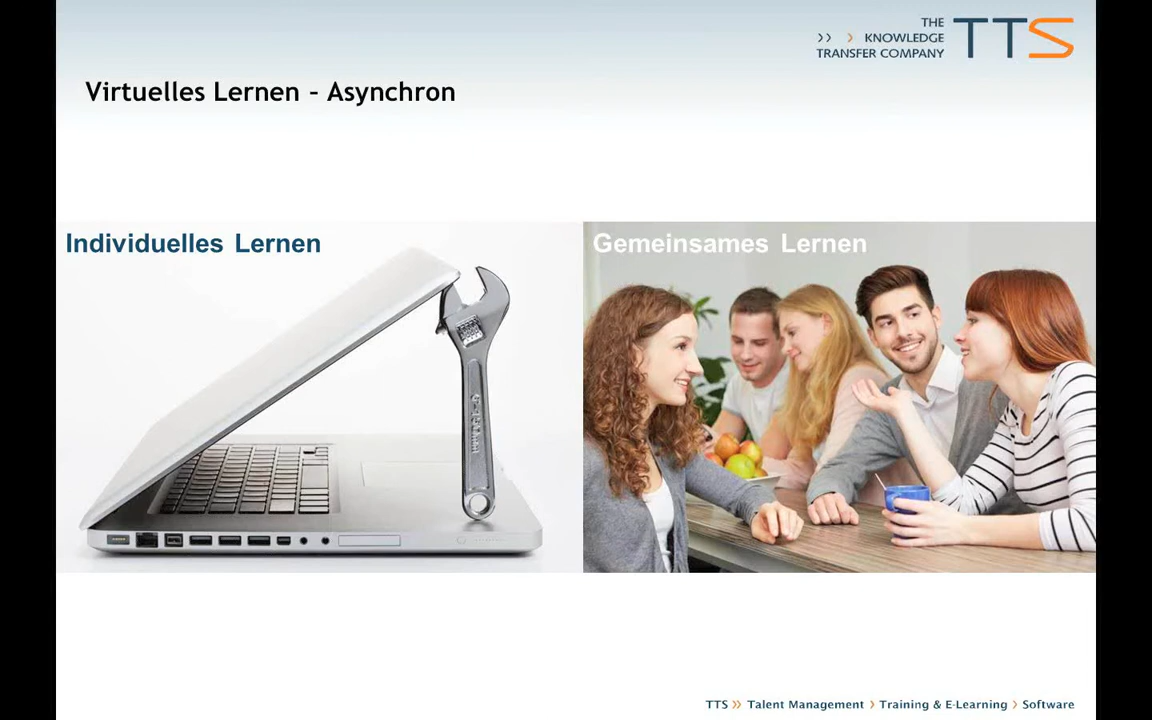 THE
›› › KNOWLEDGE
TRANSFER COMPANY
TTS
Virtuelles Lernen – Asynchron
Individuelles Lernen
Gemeinsames Lernen
TTS ›› Talent Management › Training & E-Learning › Software